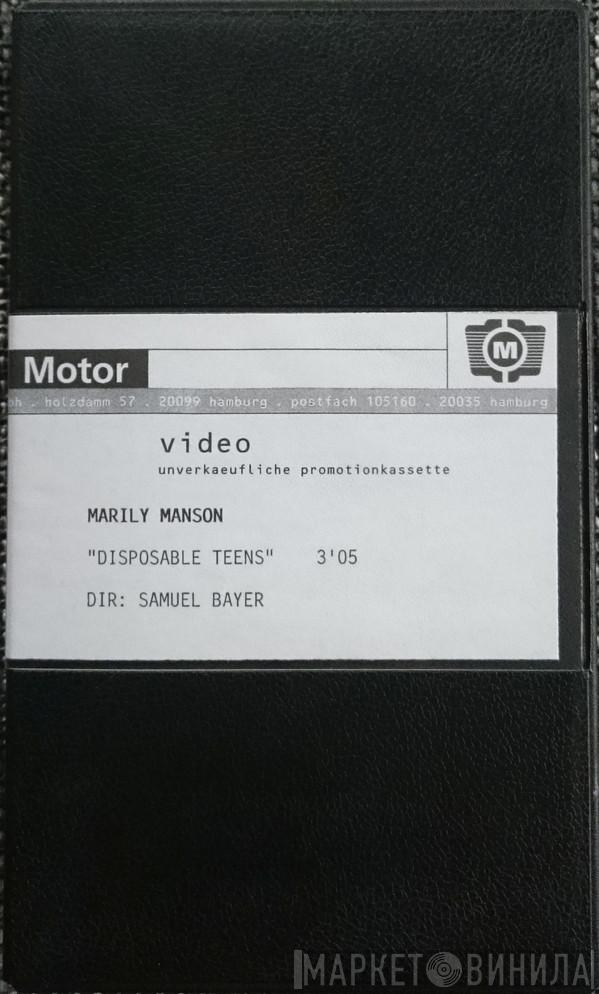 M
Motor
holzdamm 57 . 20099 hamburg . postfach 105160 . 20035 hamburg
video
unverkaeufliche promotionkassette
MARILY MANSON
"DISPOSABLE TEENS" 3'05
DIR: SAMUEL BAYER
МАРКЕТ ВИНИЛА